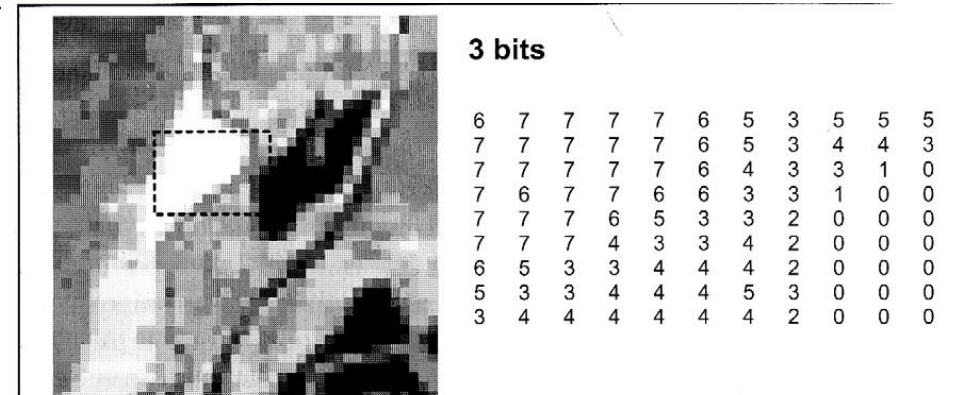 3 bits
6 7 7 7 7 6 5 3 5 5 5
7 7 7 7 7 6 5 3 4 4 3
7 7 7 7 7 6 4 3 3 1 0
7 6 7 7 6 6 3 3 1 0 0
7 7 7 6 5 3 3 2 0 0 0
7 7 7 4 3 3 4 2 0 0 0
6 5 3 3 4 4 4 2 0 0 0
5 3 3 4 4 4 5 3 0 0 0
3 4 4 4 4 4 4 2 0 0 0